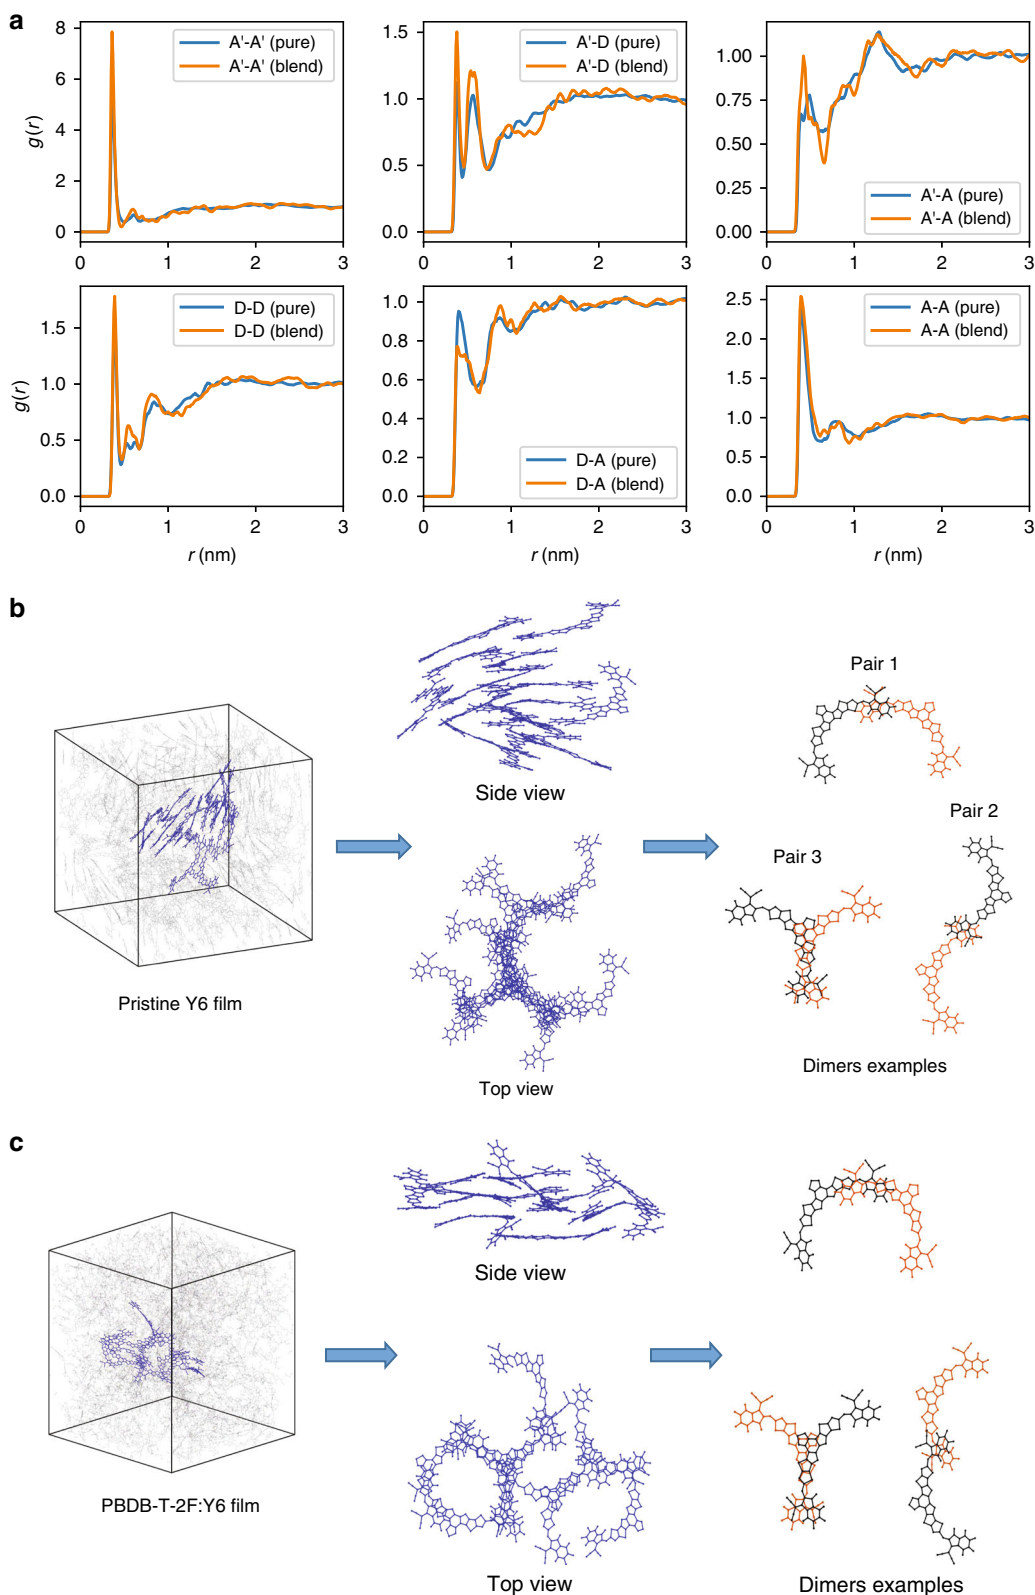 a
g(r)
8
6
4
2
0
0
1
2
3
A'-A' (pure)
A'-A' (blend)
1.5
1.0
0.5
0.0
0
1
2
3
A'-D (pure)
A'-D (blend)
1.00
0.75
0.50
0.25
0.00
0
1
2
3
A'-A (pure)
A'-A (blend)
g(r)
1.5
1.0
0.5
0.0
0
1
2
3
r (nm)
D-D (pure)
D-D (blend)
1.0
0.8
0.6
0.4
0.2
0.0
0
1
2
3
r (nm)
D-A (pure)
D-A (blend)
2.5
2.0
1.5
1.0
0.5
0.0
0
1
2
3
r (nm)
A-A (pure)
A-A (blend)
b
Pristine Y6 film
Side view
Top view
Pair 1
Pair 2
Pair 3
Dimers examples
c
PBDB-T-2F:Y6 film
Side view
Top view
Dimers examples